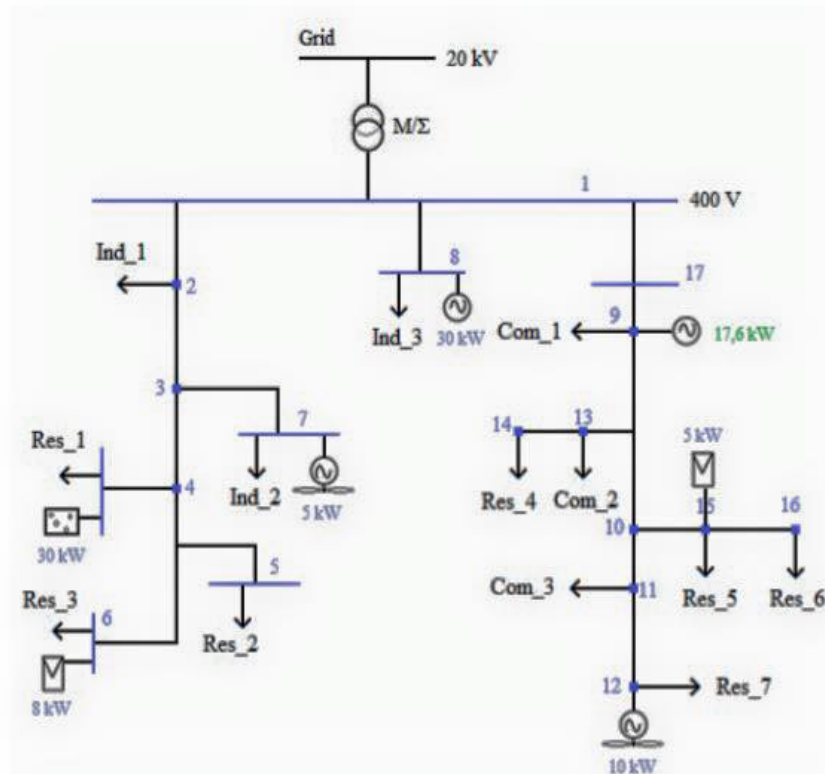 Grid
20 kV
M/Σ
1
400 V
Ind_1
2
8
17
Ind_3
30 kW
9
Com_1
17,6 kW
3
7
14
13
5 kW
Res_1
4
Ind_2
5 kW
Res_4
Com_2
15
16
30 kW
10
5
Com_3
11
Res_5
Res_6
Res_3
6
Res_2
12
Res_7
8 kW
10 kW